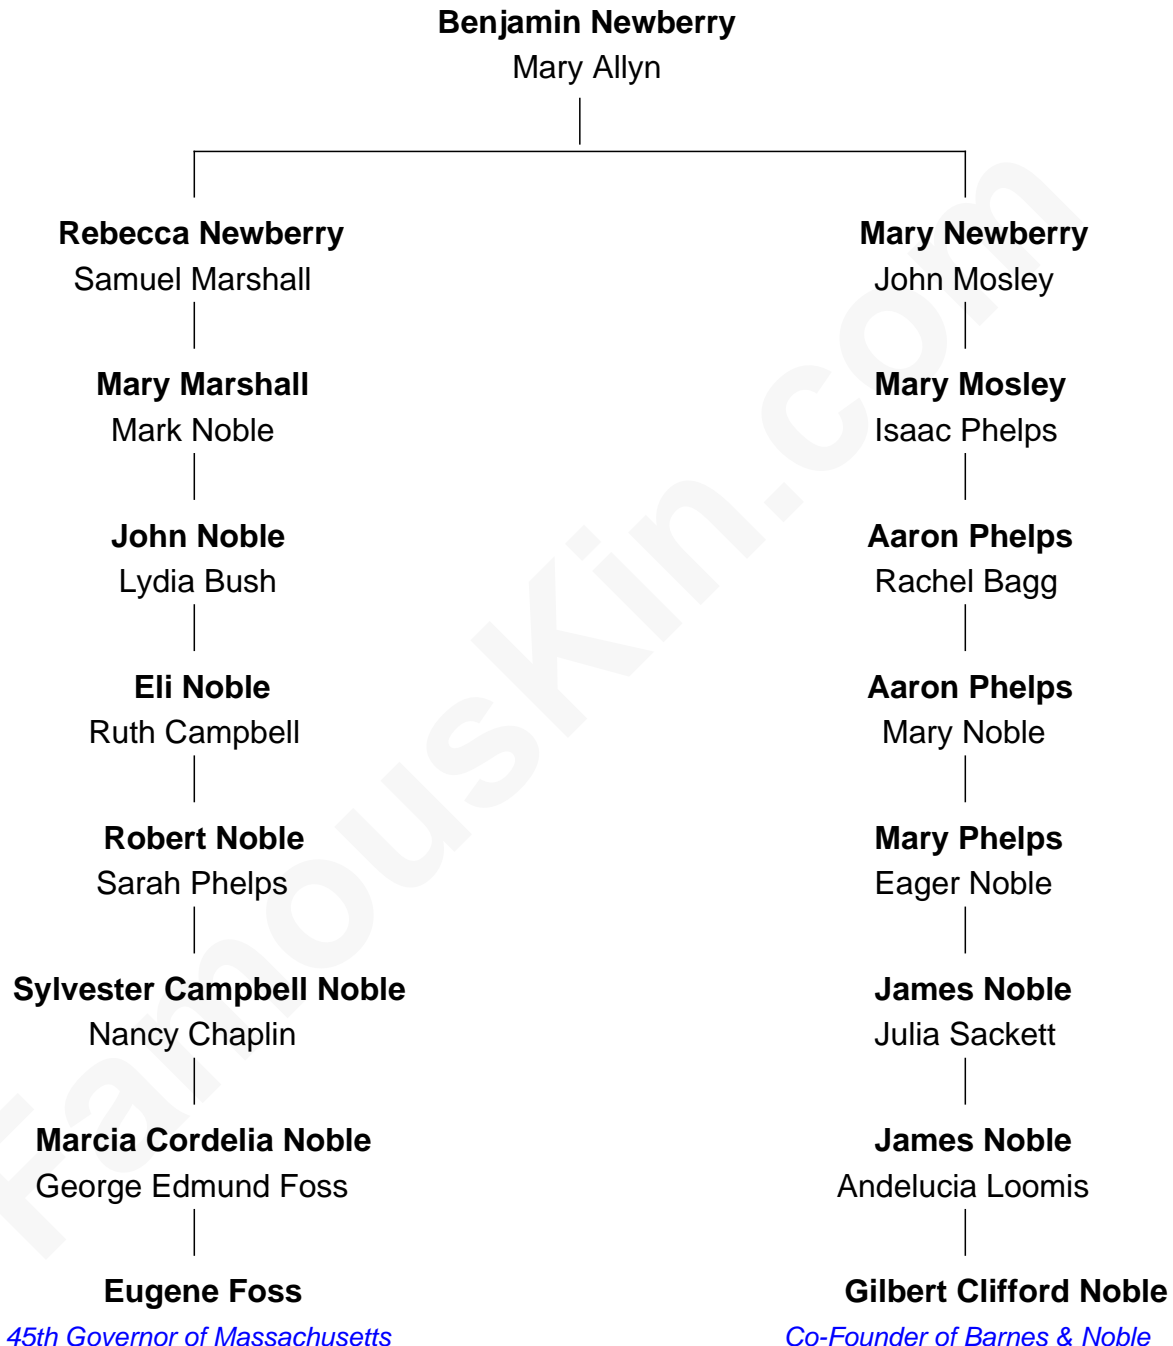 Benjamin Newberry
Mary Allyn
Rebecca Newberry
Samuel Marshall
Mary Newberry
John Mosley
Mary Marshall
Mark Noble
Mary Mosley
Isaac Phelps
John Noble
Lydia Bush
Aaron Phelps
Rachel Bagg
Eli Noble
Ruth Campbell
Aaron Phelps
Mary Noble
Robert Noble
Sarah Phelps
Mary Phelps
Eager Noble
Sylvester Campbell Noble
Nancy Chaplin
James Noble
Julia Sackett
Marcia Cordelia Noble
George Edmund Foss
James Noble
Andelucia Loomis
Eugene Foss
45th Governor of Massachusetts
Gilbert Clifford Noble
Co-Founder of Barnes & Noble
FamousKin.com